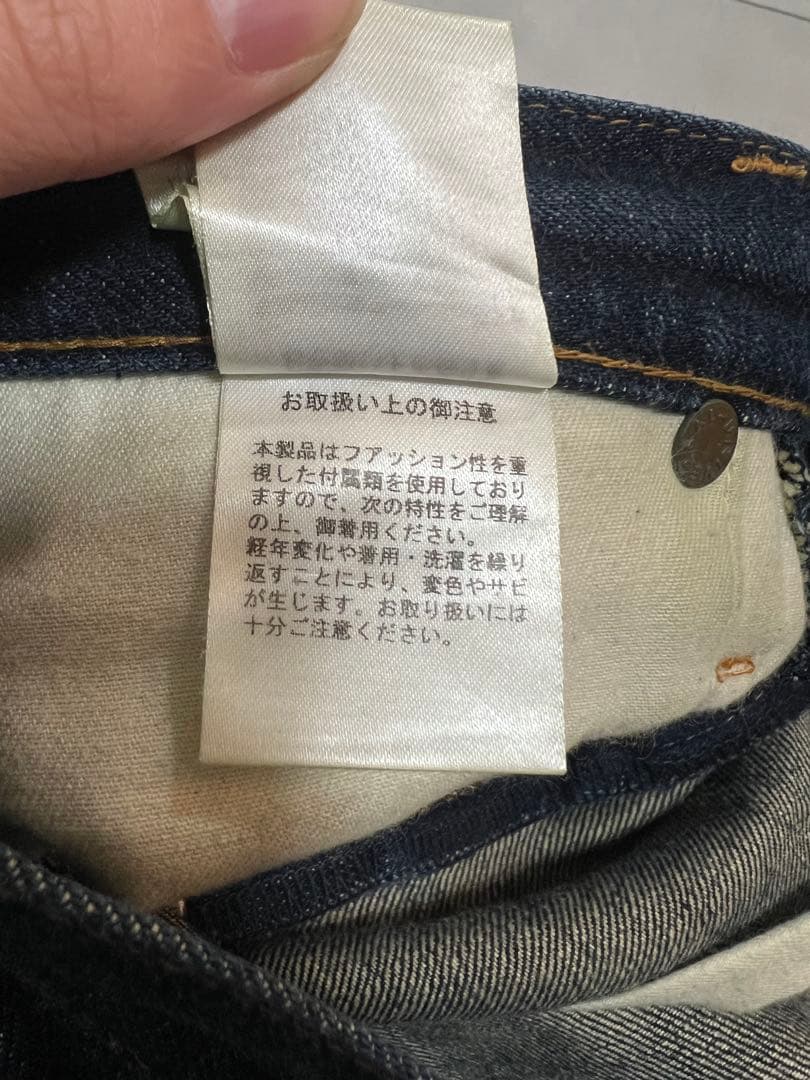 お取扱い上の御注意
本製品はフアッション性を重
視した付属類を使用しており
ますので、次の特性をご理解
の上、御着用ください。
経年変化や着用・洗濯を繰り
返すことにより、変色やサビ
が生じます。お取り扱いには
十分ご注意ください。